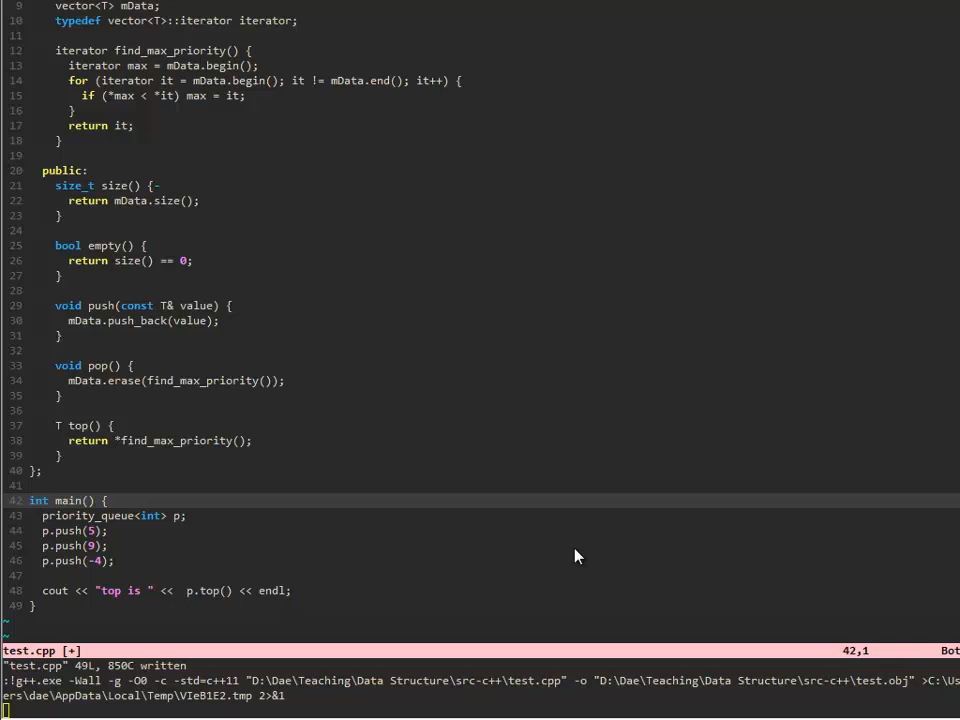 9 vector<T> mData;
10 typedef vector<T>::iterator iterator;
11
12 iterator find_max_priority() {
13 iterator max = mData.begin();
14 for (iterator it = mData.begin(); it != mData.end(); it++) {
15 if (*max < *it) max = it;
16 }
17 return it;
18 }
19
20 public:
21 size_t size() {-
22 return mData.size();
23 }
24
25 bool empty() {
26 return size() == 0;
27 }
28
29 void push(const T& value) {
30 mData.push_back(value);
31 }
32
33 void pop() {
34 mData.erase(find_max_priority());
35 }
36
37 T top() {
38 return *find_max_priority();
39 }
40 };
41
42 int main() {
43 priority_queue<int> p;
44 p.push(5);
45 p.push(9);
46 p.push(-4);
47
48 cout << "top is " << p.top() << endl;
49 }
~
~
test.cpp [+] 42,1 Bot
"test.cpp" 49L, 850C written
:!g++.exe -Wall -g -O0 -c -std=c++11 "D:\Dae\Teaching\Data Structure\src-c++\test.cpp" -o "D:\Dae\Teaching\Data Structure\src-c++\test.obj" >C:\Us
ers\dae\AppData\Local\Temp\VIeB1E2.tmp 2>&1